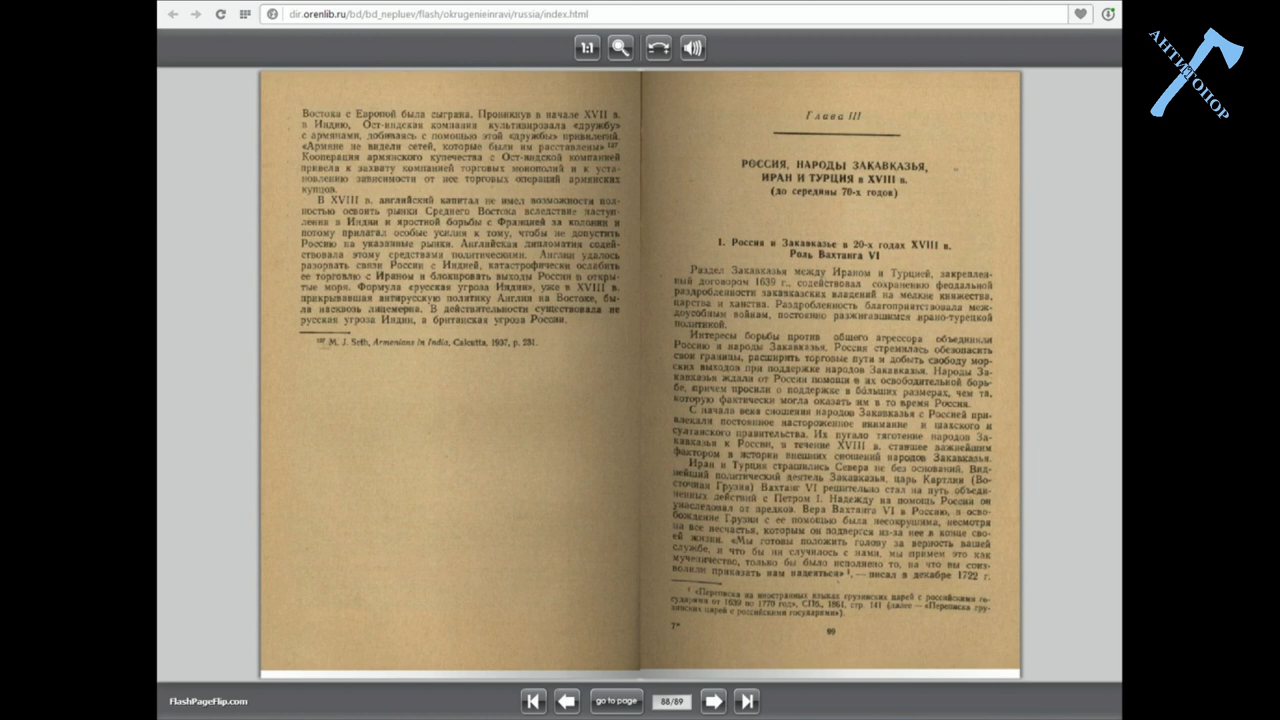 dir.orenlib.ru/bd/bd_nepluev/flash/okrugenieinravi/russia/index.html
1:1
АНТИТОПОР
Востока с Европой была сыграна. Проникнув в начале XVII в.
в Индию, Ост-индская компания культивировала «дружбу»
с армянами, добиваясь с помощью этой «дружбы» привилегий.
«Армяне не видели сетей, которые были им расставлены» 137
Кооперация армянского купечества с Ост-индской компанией
привела к захвату компанией торговых монополий и к уста-
новлению зависимости от нее торговых операций армянских
купцов.
В XVIII в. английский капитал не имел возможности пол-
ностью освоить рынки Среднего Востока вследствие наступ-
ления в Индии и яростной борьбы с Францией за колонии и
потому прилагал особые усилия к тому, чтобы не допустить
Россию на указанные рынки. Английская дипломатия содей-
ствовала этому средствами политическими. Англии удалось
разорвать связи России с Индией, катастрофически ослабить
ее торговлю с Ираном и блокировать выходы России в откры-
тые моря. Формула «русская угроза Индии», уже в XVIII в.
прикрывавшая антирусскую политику Англии на Востоке, бы-
ла насквозь лицемерна. В действительности существовала не
русская угроза Индии, а британская угроза России.
137 M. J. Seth, Armenians in India, Calcutta, 1937, p. 231.
Глава III
РОССИЯ, НАРОДЫ ЗАКАВКАЗЬЯ,
ИРАН И ТУРЦИЯ в XVIII в.
(до середины 70-х годов)
1. Россия и Закавказье в 20-х годах XVIII в.
Роль Вахтанга VI
Раздел Закавказья между Ираном и Турцией, закреплен-
ный договором 1639 г., содействовал сохранению феодальной
раздробленности закавказских владений на мелкие княжества,
царства и ханства. Раздробленность благоприятствовала меж-
доусобным войнам, постоянно разжигавшимся ирано-турецкой
политикой.
Интересы борьбы против общего агрессора объединяли
Россию и народы Закавказья. Россия стремилась обезопасить
свои границы, расширить торговые пути и добыть свободу мор-
ских выходов при поддержке народов Закавказья. Народы За-
кавказья ждали от России помощи в их освободительной борь-
бе, причем просили о поддержке в бо́льших размерах, чем та,
которую фактически могла оказать им в то время Россия.
С начала века сношения народов Закавказья с Россией при-
влекали постоянное настороженное внимание и шахского и
султанского правительства. Их пугало тяготение народов За-
кавказья к России, в течение XVIII в. ставшее важнейшим
фактором в истории внешних сношений народов Закавказья.
Иран и Турция страшились Севера не без оснований. Вид-
нейший политический деятель Закавказья, царь Картлии (Во-
сточная Грузия) Вахтанг VI решительно стал на путь объеди-
ненных действий с Петром I. Надежду на помощь России он
унаследовал от предков. Вера Вахтанга VI в Россию, в осво-
бождение Грузии с ее помощью была несокрушима, несмотря
на все несчастья, которым он подвергся из-за нее в конце сво-
ей жизни. «Мы готовы положить голову за верность вашей
службе, и что бы ни случилось с нами, мы примем это как
мученичество, только бы было исполнено то, на что вы соиз-
волили приказать нам надеяться» 1, — писал в декабре 1722 г.
1 «Переписка на иностранных языках грузинских царей с российскими го-
сударями от 1639 по 1770 год», СПб., 1861, стр. 141 (далее — «Переписка гру-
зинских царей с российскими государями»).
7*
99
FlashPageFlip.com
go to page
88/89